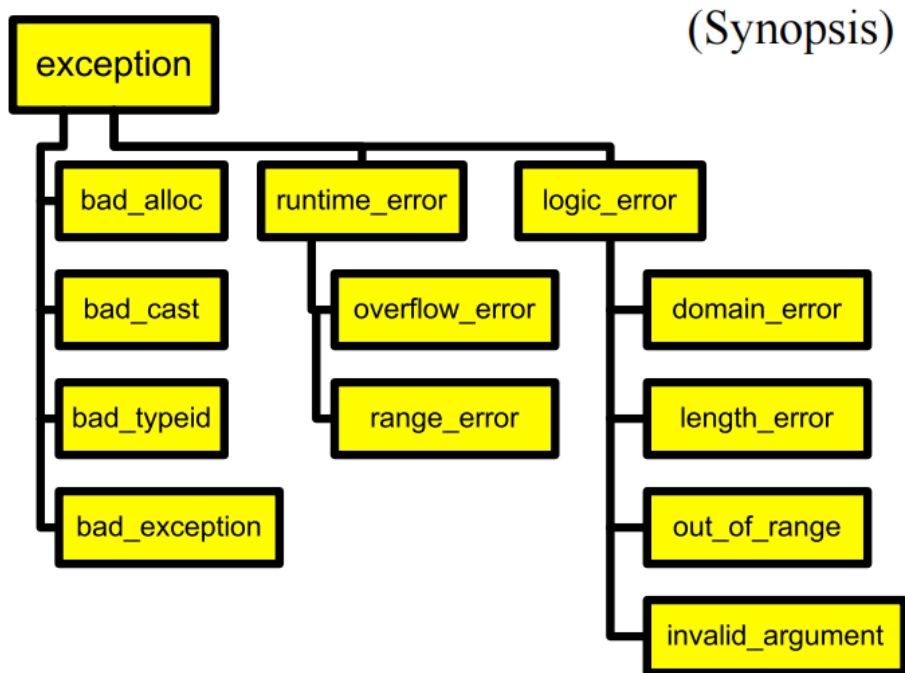 (Synopsis)
exception
bad_alloc
runtime_error
logic_error
bad_cast
overflow_error
domain_error
bad_typeid
range_error
length_error
bad_exception
out_of_range
invalid_argument